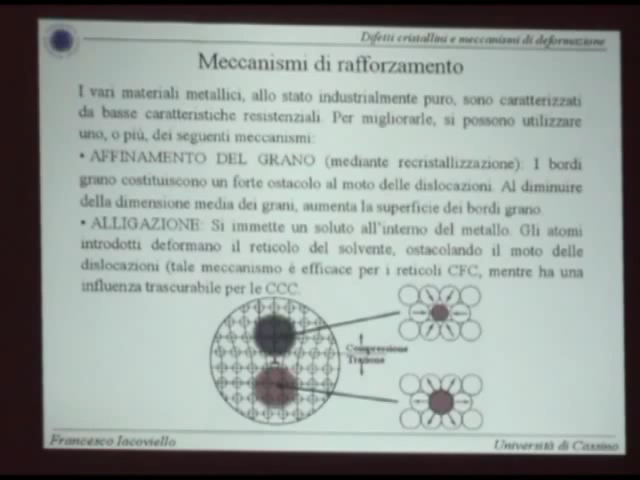 Difetti cristallini e meccanismi di deformazione
Meccanismi di rafforzamento
I vari materiali metallici, allo stato industrialmente puro, sono caratterizzati
da basse caratteristiche resistenziali. Per migliorarle, si possono utilizzare
uno, o più, dei seguenti meccanismi:
• AFFINAMENTO DEL GRANO (mediante recristallizzazione): I bordi
grano costituiscono un forte ostacolo al moto delle dislocazioni. Al diminuire
della dimensione media dei grani, aumenta la superficie dei bordi grano.
• ALLIGAZIONE: Si immette un soluto all'interno del metallo. Gli atomi
introdotti deformano il reticolo del solvente, ostacolando il moto delle
dislocazioni (tale meccanismo è efficace per i reticoli CFC, mentre ha una
influenza trascurabile per le CCC.
Compressione
Trazione
Francesco Iacoviello
Università di Cassino